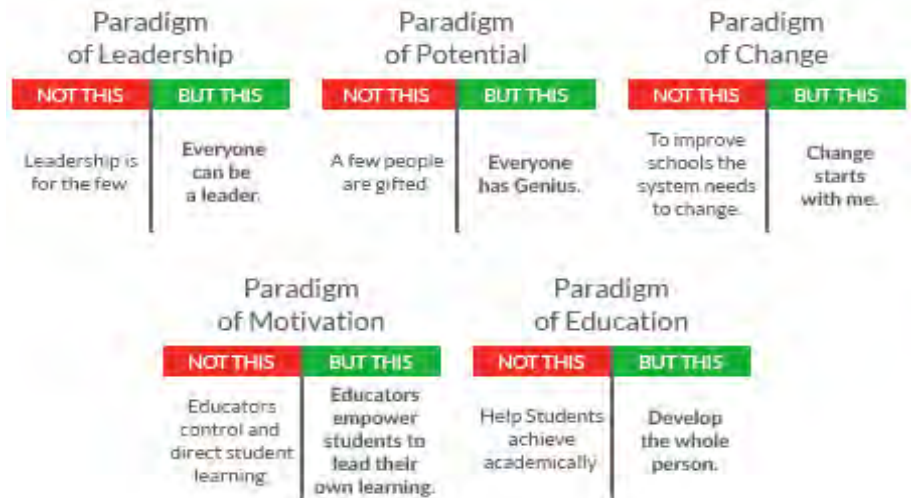 Paradigm
of Leadership
NOT THIS
BUT THIS
Leadership is
for the few
Everyone
can be
a leader.
Paradigm
of Potential
NOT THIS
BUT THIS
A few people
are gifted
Everyone
has Genius.
Paradigm
of Change
NOT THIS
BUT THIS
To improve
schools the
system needs
to change.
Change
starts
with me.
Paradigm
of Motivation
NOT THIS
BUT THIS
Educators
control and
direct student
learning.
Educators
empower
students to
lead their
own learning.
Paradigm
of Education
NOT THIS
BUT THIS
Help Students
achieve
academically
Develop
the whole
person.